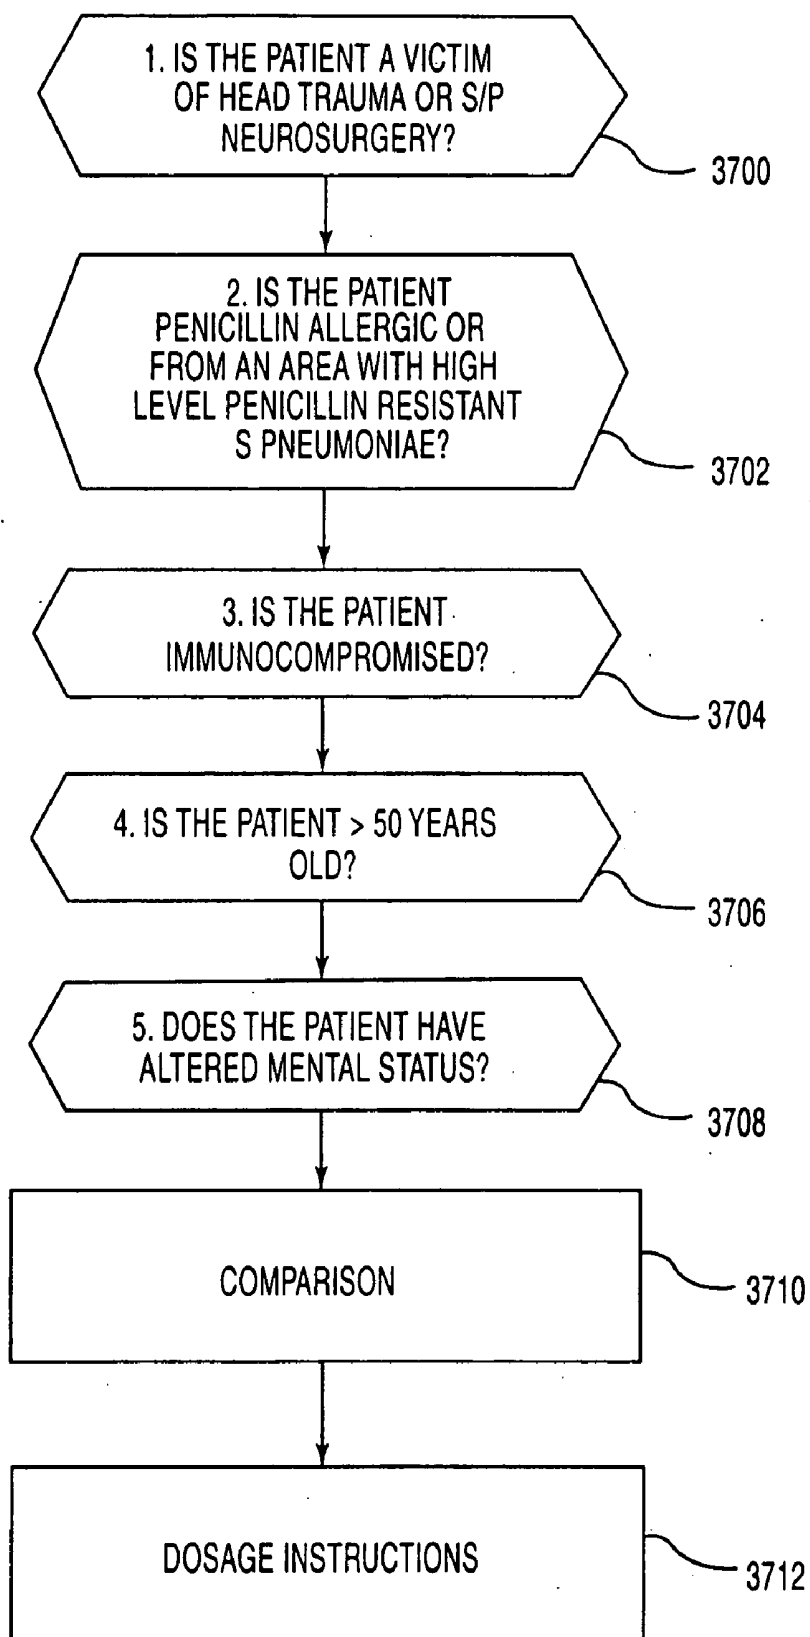 1. IS THE PATIENT A VICTIM
OF HEAD TRAUMA OR S/P
NEUROSURGERY?
3700
2. IS THE PATIENT
PENICILLIN ALLERGIC OR
FROM AN AREA WITH HIGH
LEVEL PENICILLIN RESISTANT
S PNEUMONIAE?
3702
3. IS THE PATIENT
IMMUNOCOMPROMISED?
3704
4. IS THE PATIENT > 50 YEARS
OLD?
3706
5. DOES THE PATIENT HAVE
ALTERED MENTAL STATUS?
3708
COMPARISON
3710
DOSAGE INSTRUCTIONS
3712